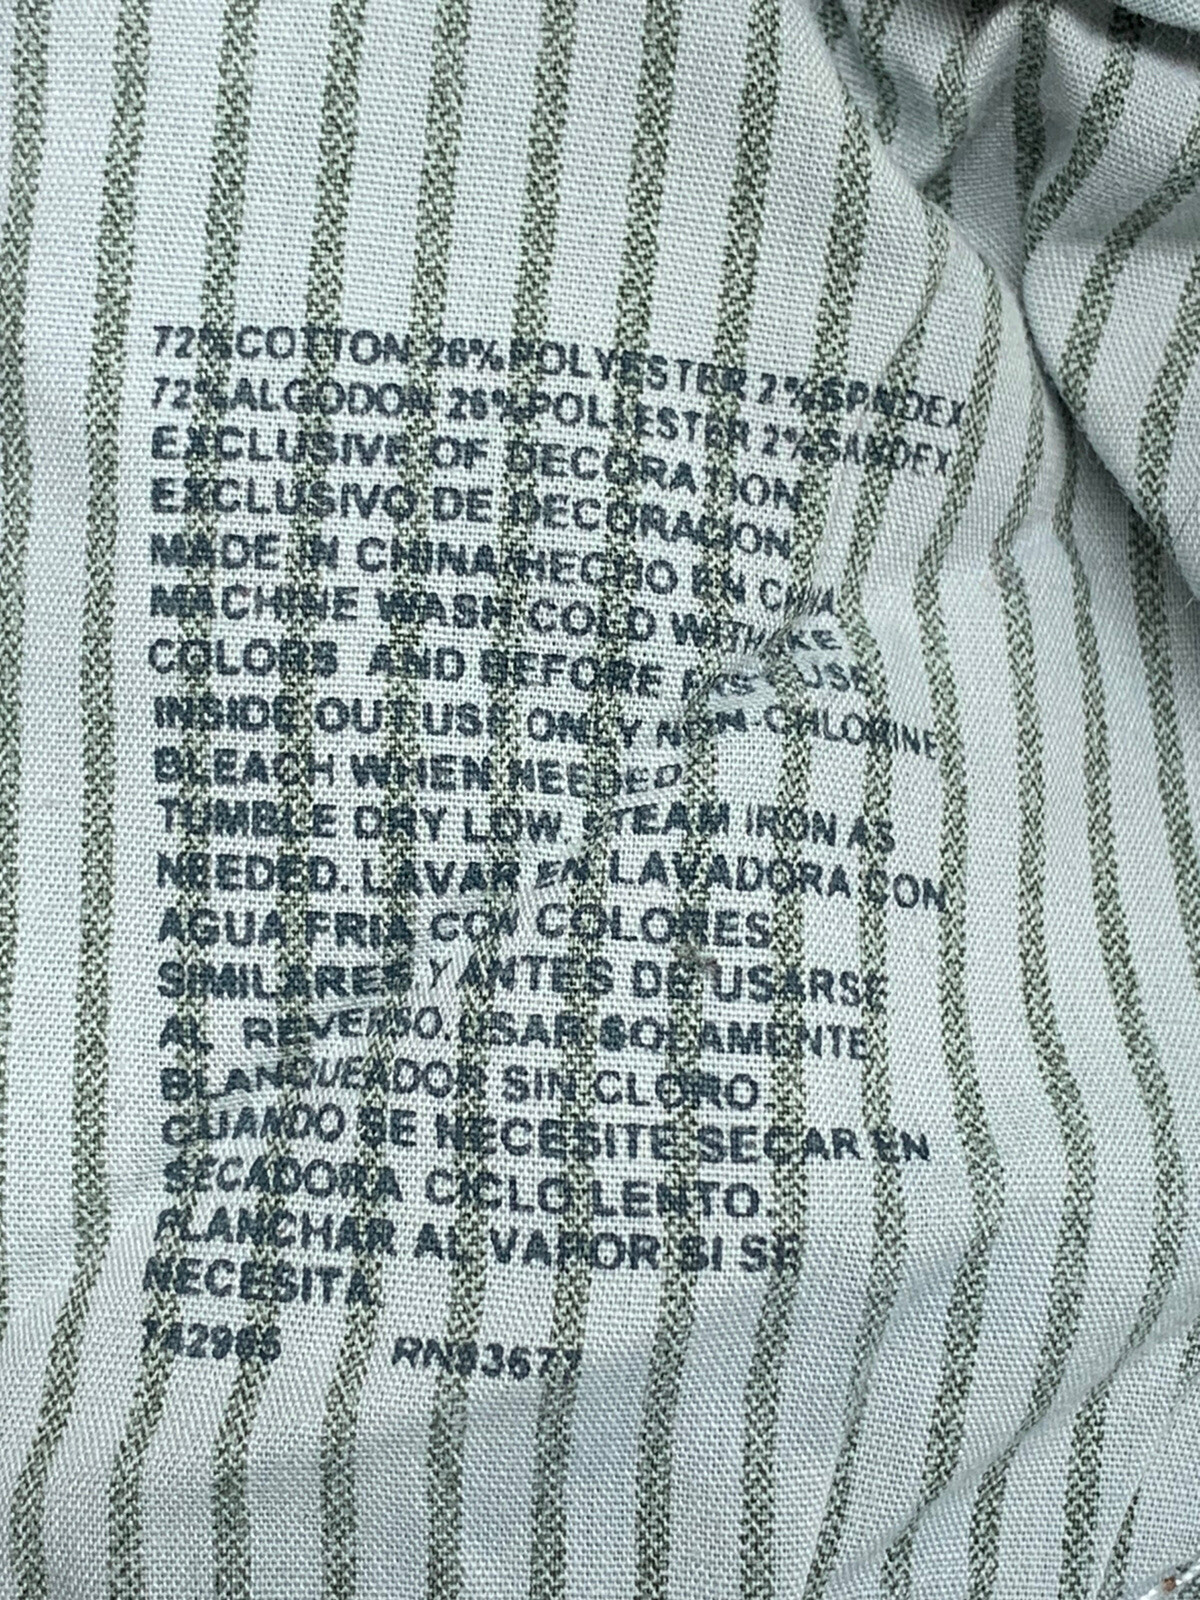 72%COTTON 26%POLYESTER 2%SPNDEX
72%ALGODON 26%POLIESTER 2%SANDEX
EXCLUSIVE OF DECORATION
EXCLUSIVO DE DECORACION
MADE IN CHINA/HECHO EN CHINA
MACHINE WASH COLD WITH LIKE
COLORS AND BEFORE FIRST USE
INSIDE OUT USE ONLY NON-CHLORINE
BLEACH WHEN NEEDED.
TUMBLE DRY LOW. STEAM IRON AS
NEEDED. LAVAR EN LAVADORA CON
AGUA FRIA CON COLORES
SIMILARES Y ANTES DE USARSE
AL REVERSO. USAR SOLAMENTE
BLANQUEADOR SIN CLORO
CUANDO SE NECESITE SECAR EN
SECADORA CICLO LENTO.
PLANCHAR AL VAPOR SI SE
NECESITA.